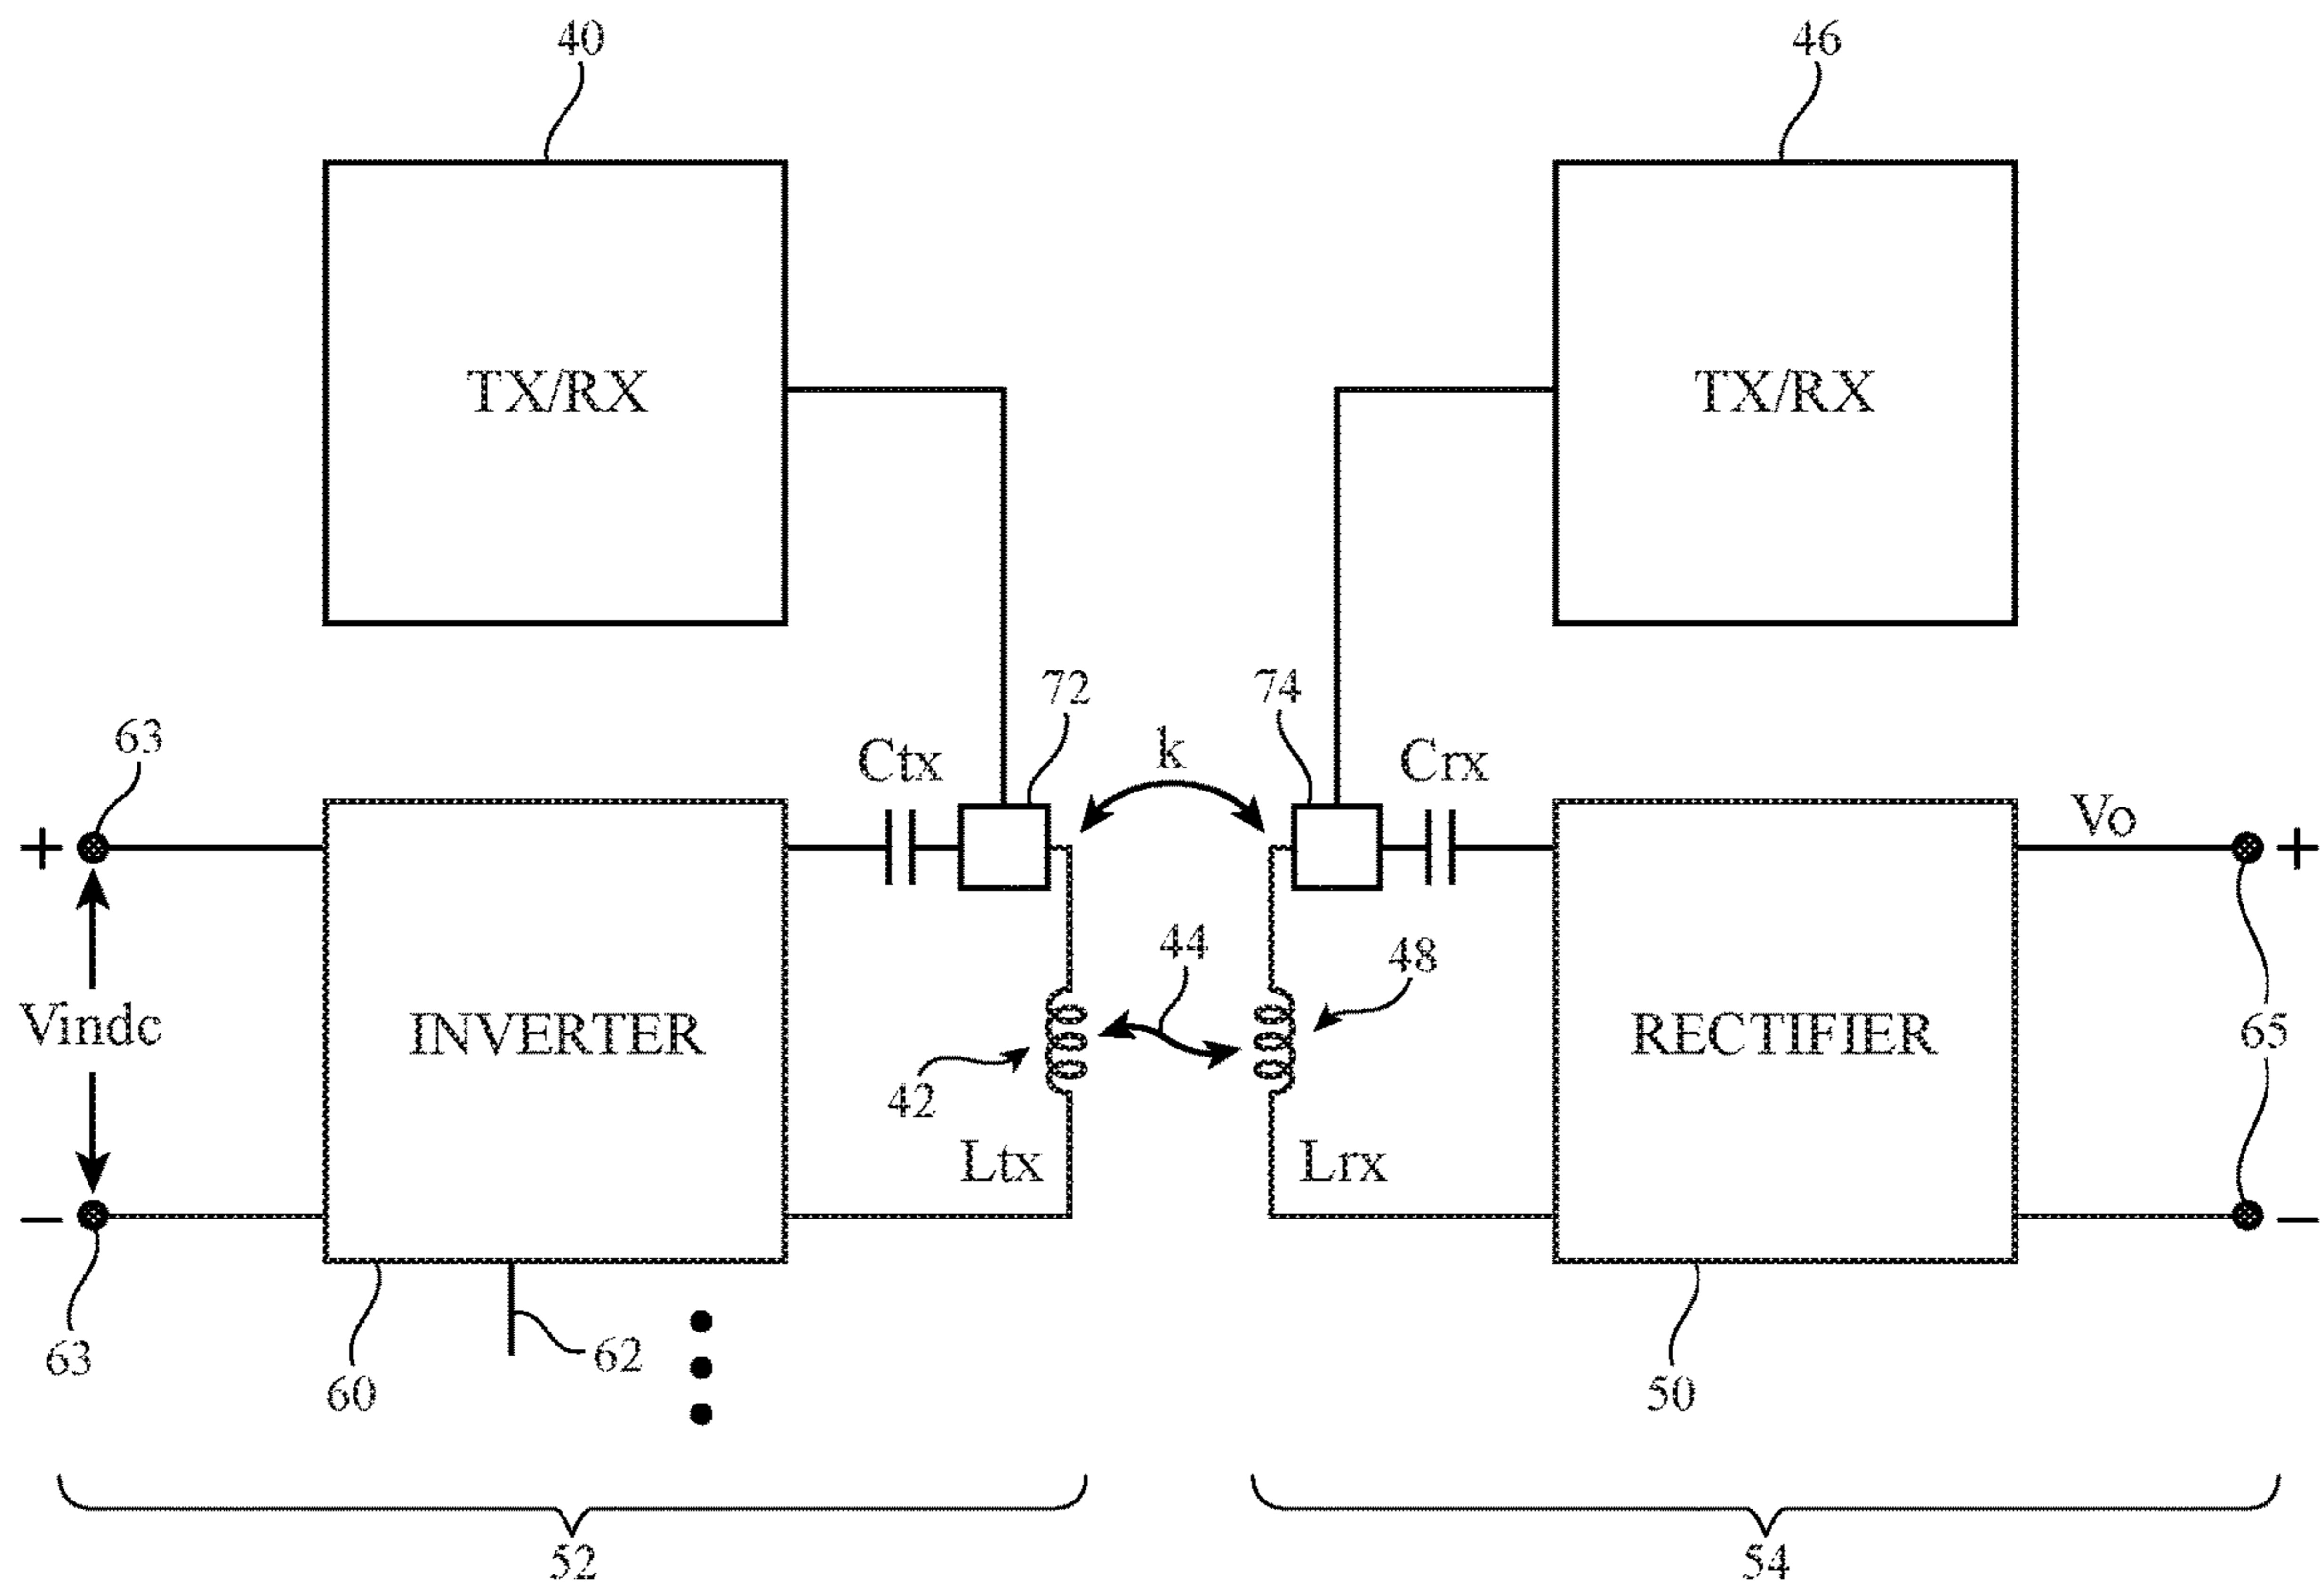 40
46
TX/RX
TX/RX
72
74
63
Ctx
k
Crx
Vo
+
+
44
48
Vindc
INVERTER
RECTIFIER
65
42
Ltx
Lrx
−
−
63
60
62
50
52
54